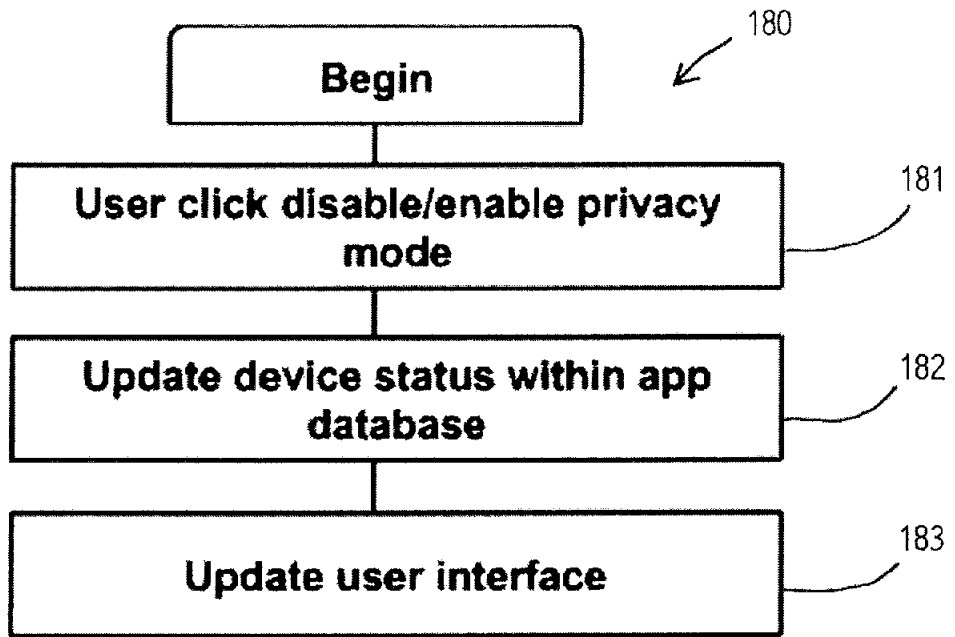 180
Begin
User click disable/enable privacy
mode
181
Update device status within app
database
182
Update user interface
183